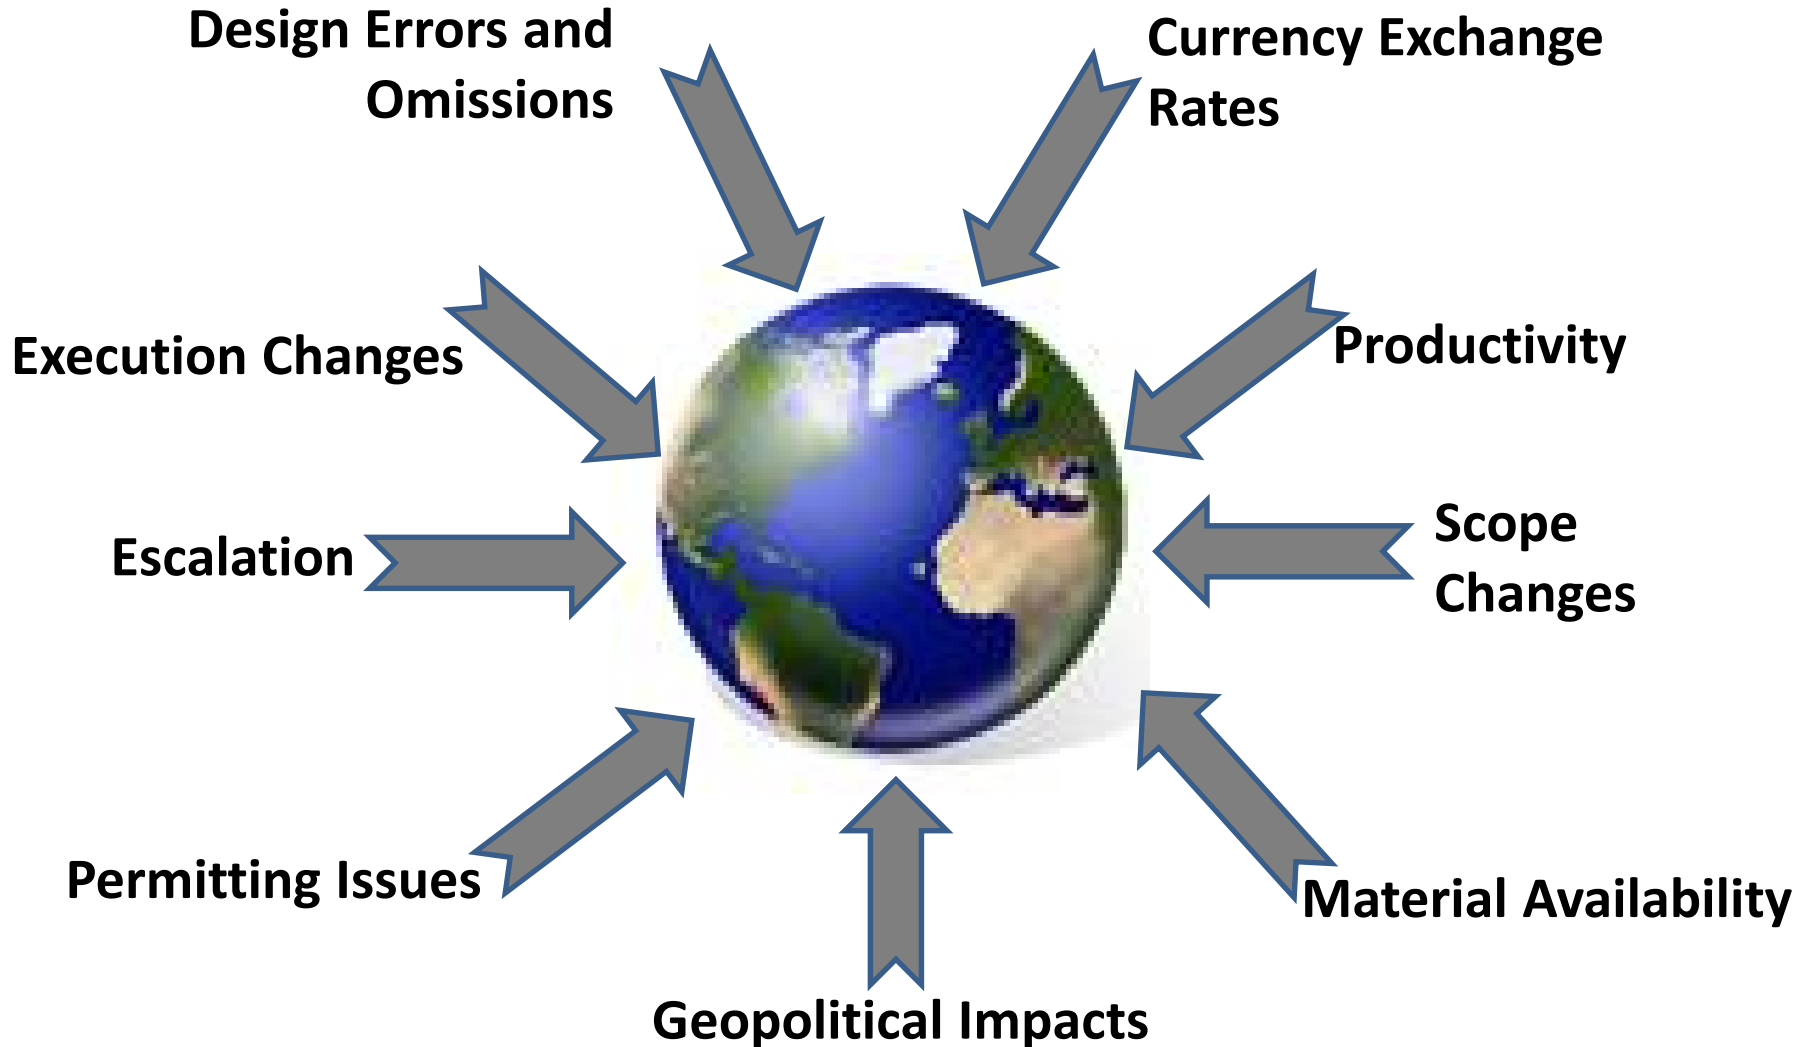 Design Errors and
Omissions
Currency Exchange
Rates
Execution Changes
Productivity
Escalation
Scope
Changes
Permitting Issues
Material Availability
Geopolitical Impacts